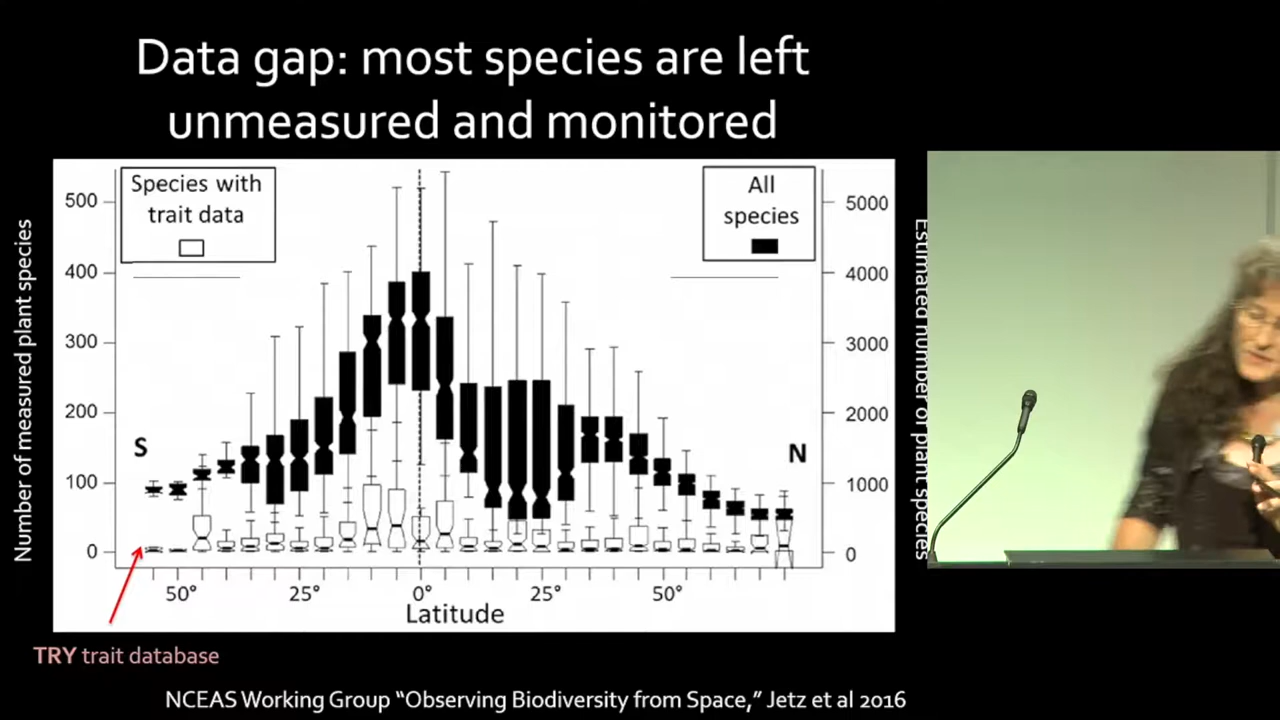 Data gap: most species are left
unmeasured and monitored
Species with
trait data
All
species
Number of measured plant species
500
400
300
200
100
0
5000
4000
3000
2000
1000
0
Estimated number of plant species
S
N
50°
25°
0°
25°
50°
Latitude
TRY trait database
NCEAS Working Group “Observing Biodiversity from Space,” Jetz et al 2016